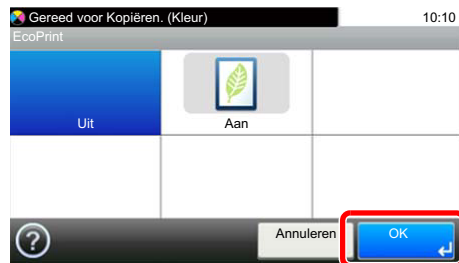 Gereed voor Kopiëren. (Kleur) 10:10
EcoPrint
Uit Aan
? Annuleren OK